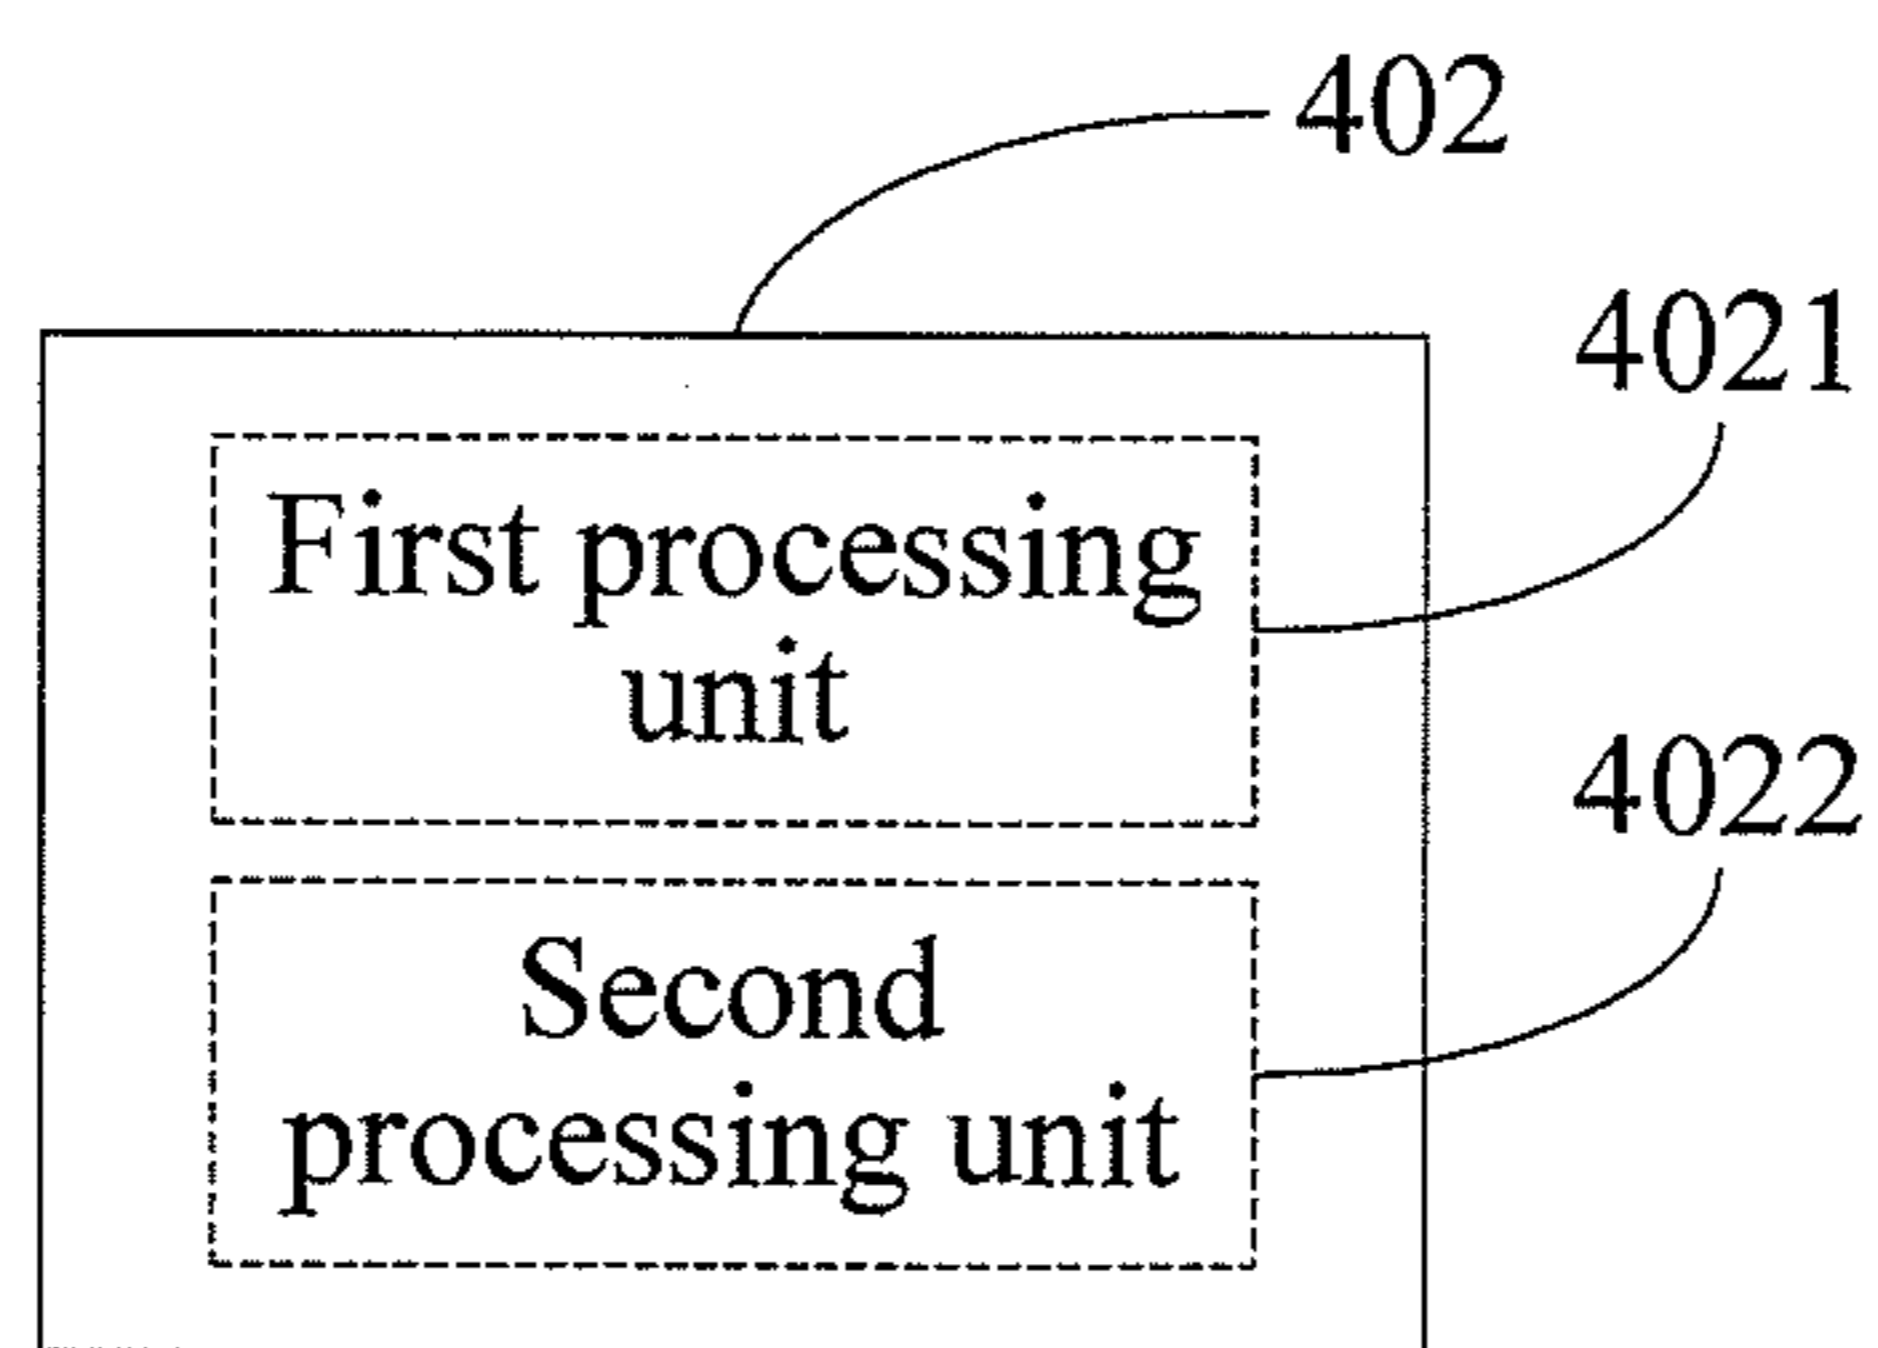 402
4021
First processing
unit
4022
Second
processing unit